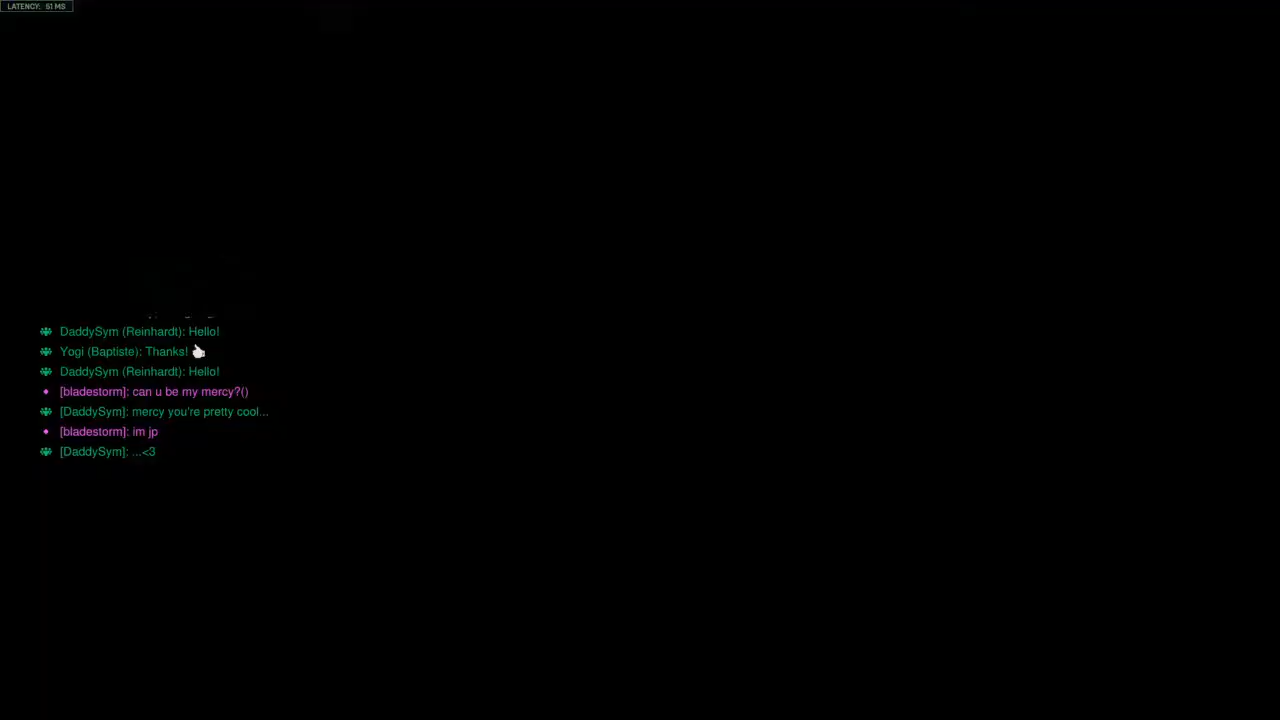 LATENCY: 51 MS
DaddySym (Reinhardt): Hello!
Yogi (Baptiste): Thanks!
DaddySym (Reinhardt): Hello!
[bladestorm]: can u be my mercy?()
[DaddySym]: mercy you're pretty cool...
[bladestorm]: im jp
[DaddySym]: ...<3